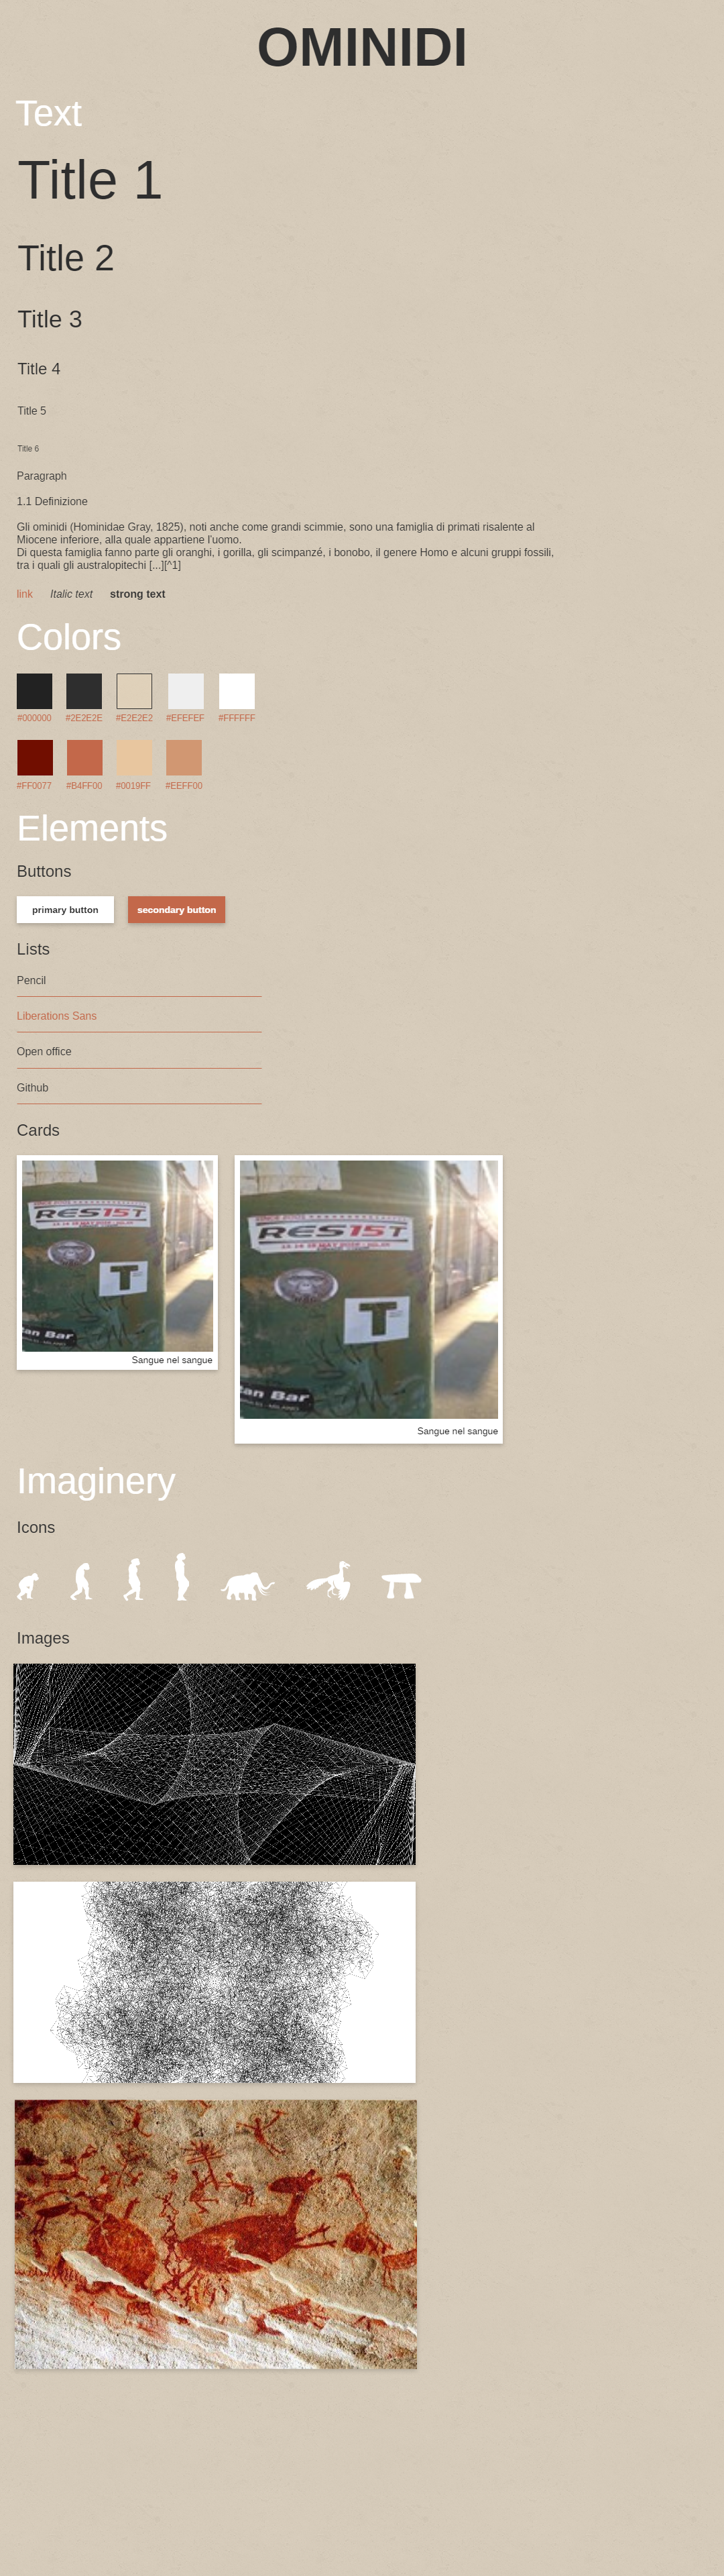 OMINIDI
Text
Title 1
Title 2
Title 3
Title 4
Title 5
Title 6
Paragraph
1.1 Definizione
Gli ominidi (Hominidae Gray, 1825), noti anche come grandi scimmie, sono una famiglia di primati risalente al
Miocene inferiore, alla quale appartiene l'uomo.
Di questa famiglia fanno parte gli oranghi, i gorilla, gli scimpanzé, i bonobo, il genere Homo e alcuni gruppi fossili,
tra i quali gli australopitechi [...][^1]
link Italic text strong text
Colors
#000000 #2E2E2E #E2E2E2 #EFEFEF #FFFFFF
#FF0077 #B4FF00 #0019FF #EEFF00
Elements
Buttons
primary button secondary button
Lists
Pencil
Liberations Sans
Open office
Github
Cards
RES15T
T
an Bar
Sangue nel sangue
RES15T
T
an Bar
Sangue nel sangue
Imaginery
Icons
Images